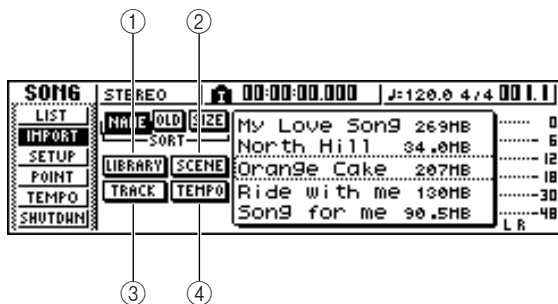 ① ②
SONG STEREO 00:00:00.000 ♩=120.0 4/4 001.1
LIST
IMPORT
SETUP
POINT
TEMPO
SHUTDWN
NAME OLD SIZE
SORT
LIBRARY SCENE
TRACK TEMPO
My Love Song 269MB
North Hill 34.0MB
Orange Cake 207MB
Ride with me 130MB
Song for me 90.5MB
0
6
12
18
30
48
L R
③ ④